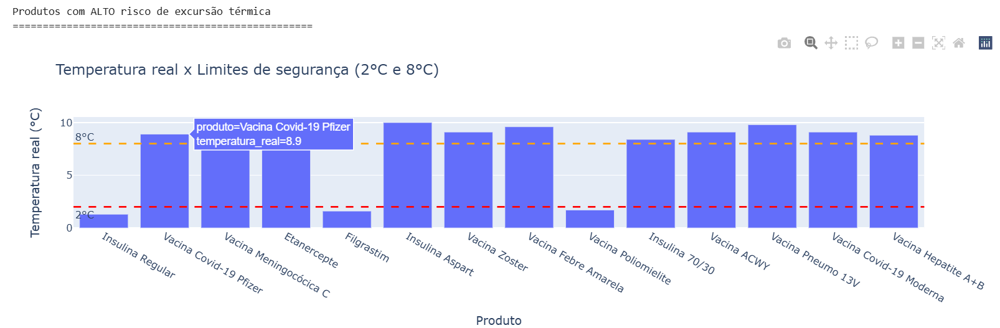 Produtos com ALTO risco de excursão térmica
==================================================
Temperatura real x Limites de segurança (2°C e 8°C)
Temperatura real (°C)
10
5
0
8°C
2°C
produto=Vacina Covid-19 Pfizer
temperatura_real=8.9
Insulina Regular
Vacina Covid-19 Pfizer
Vacina Meningocócica C
Etanercepte
Filgrastim
Insulina Aspart
Vacina Zoster
Vacina Febre Amarela
Vacina Poliomielite
Insulina 70/30
Vacina ACWY
Vacina Pneumo 13V
Vacina Covid-19 Moderna
Vacina Hepatite A+B
Produto